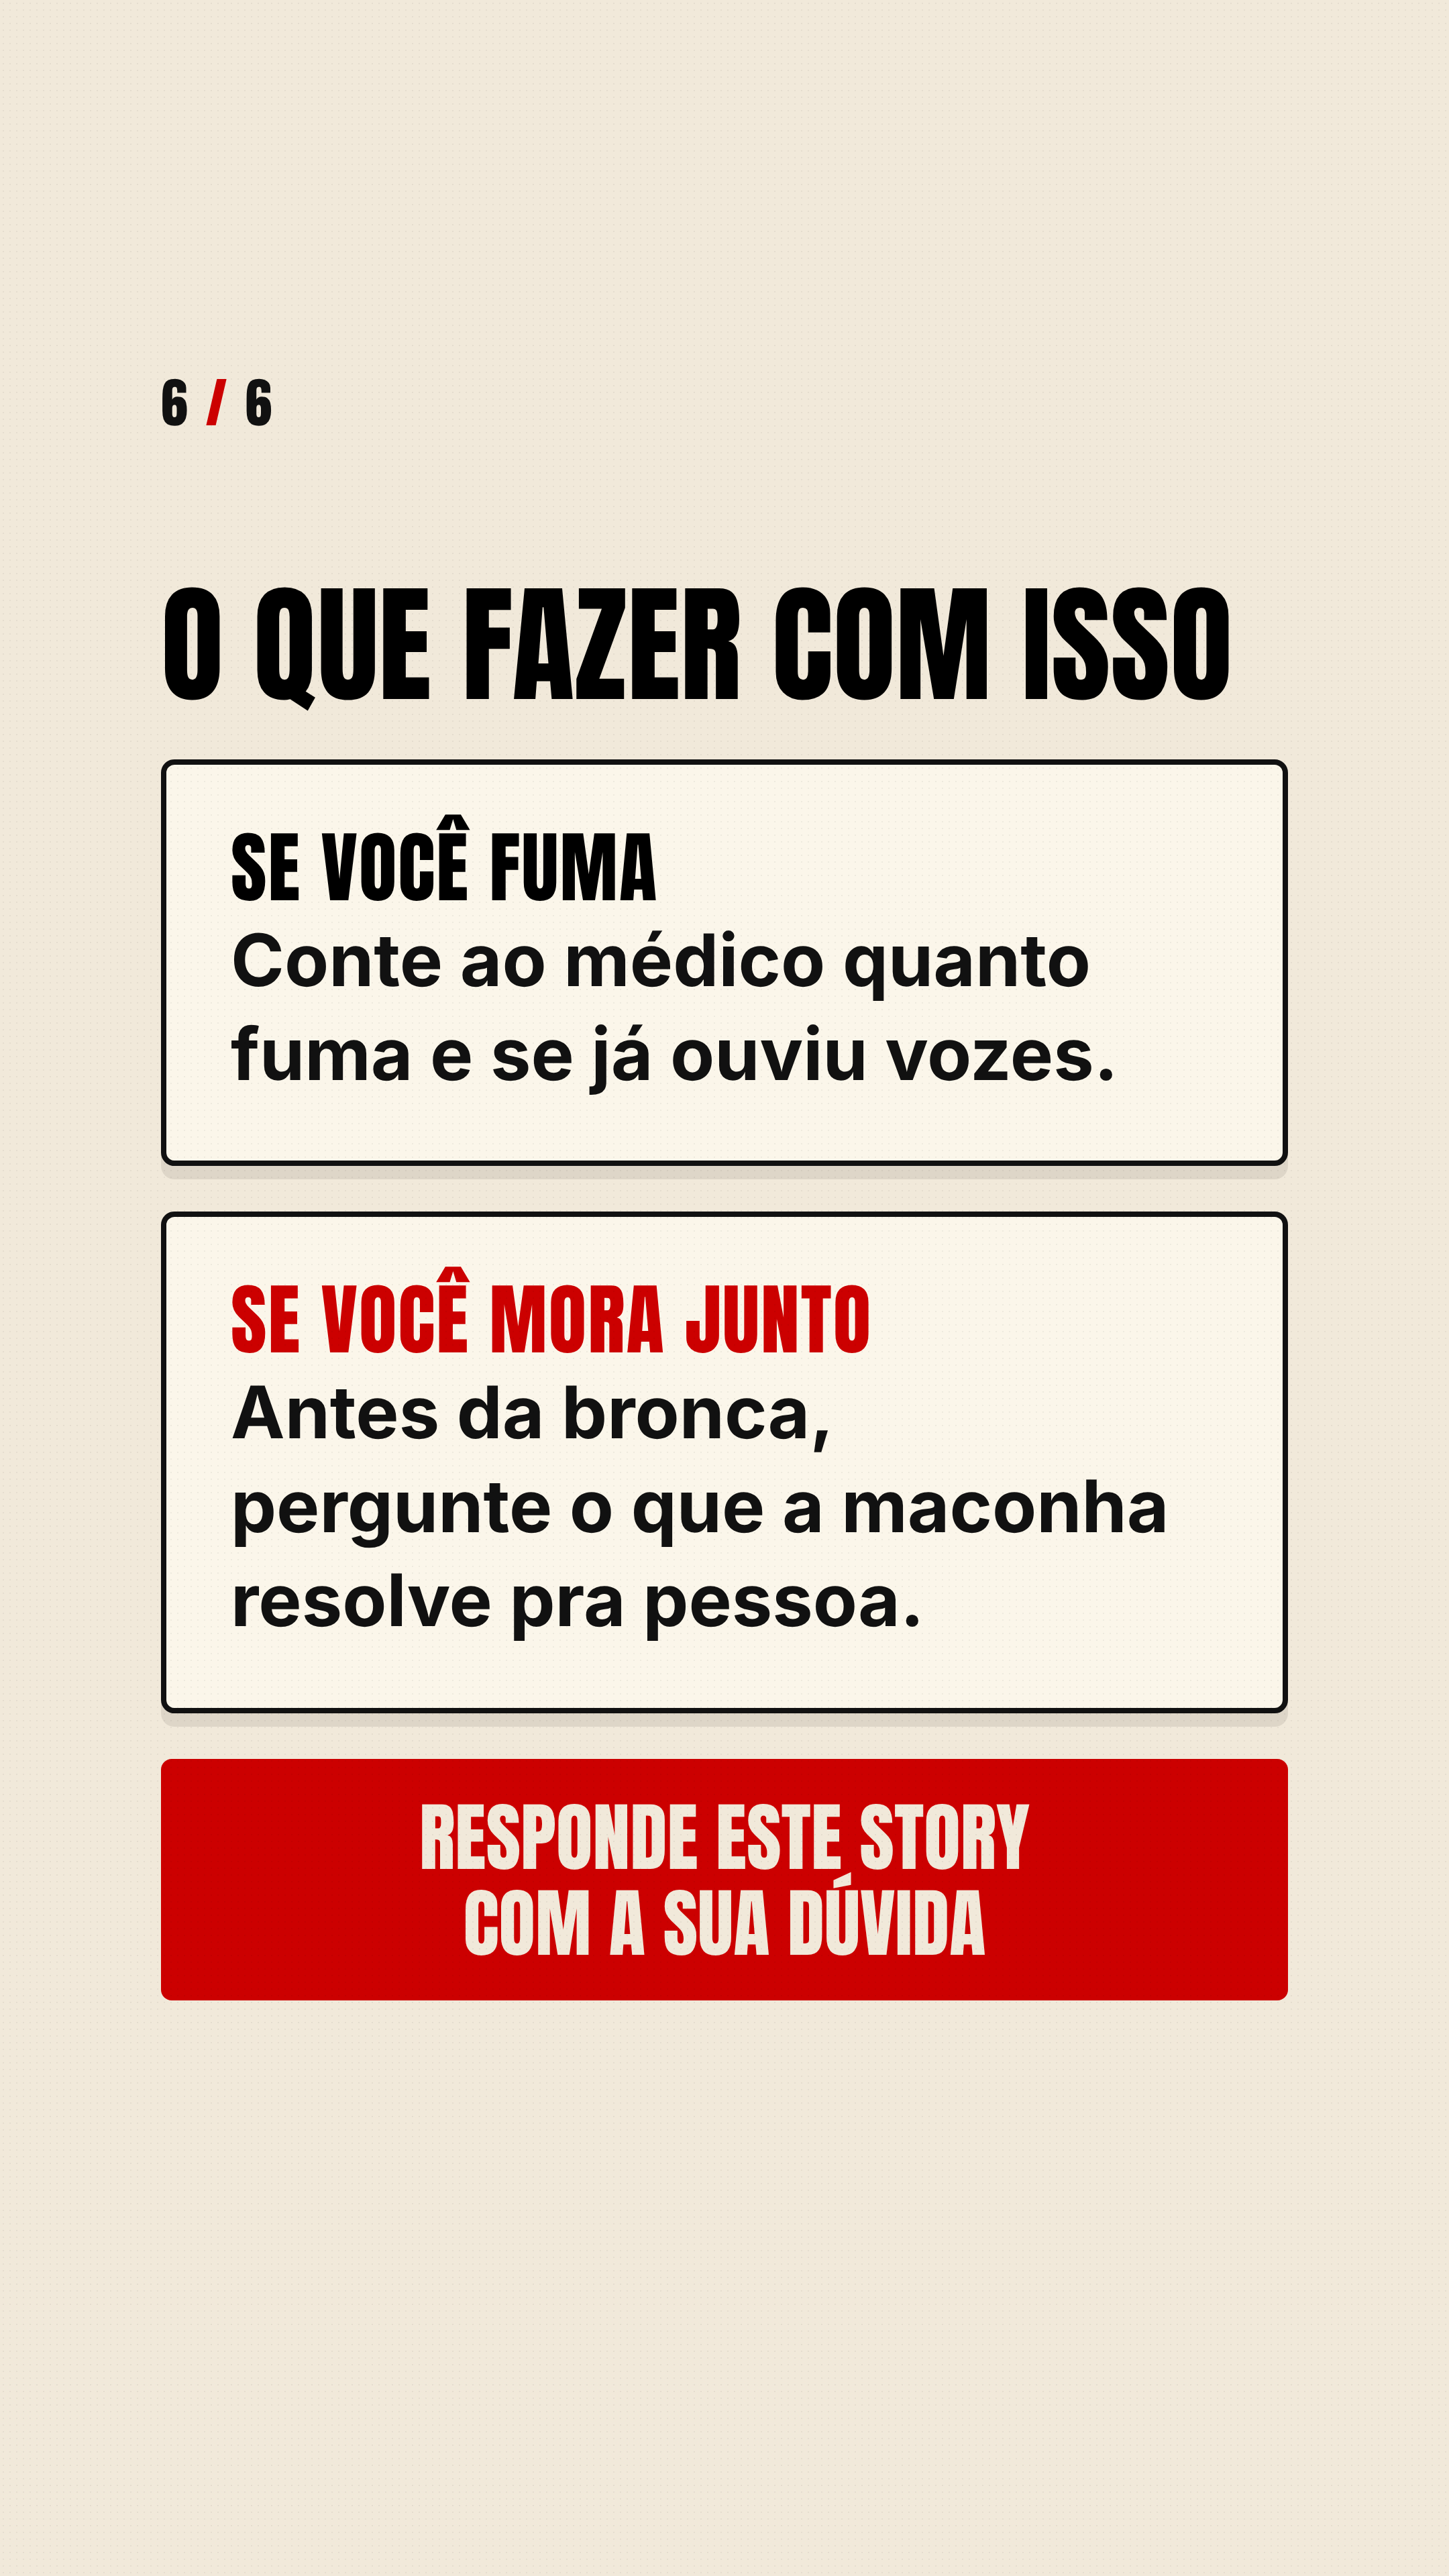 6 / 6
O QUE FAZER COM ISSO
SE VOCÊ FUMA
Conte ao médico quanto
fuma e se já ouviu vozes.
SE VOCÊ MORA JUNTO
Antes da bronca,
pergunte o que a maconha
resolve pra pessoa.
RESPONDE ESTE STORY
COM A SUA DÚVIDA